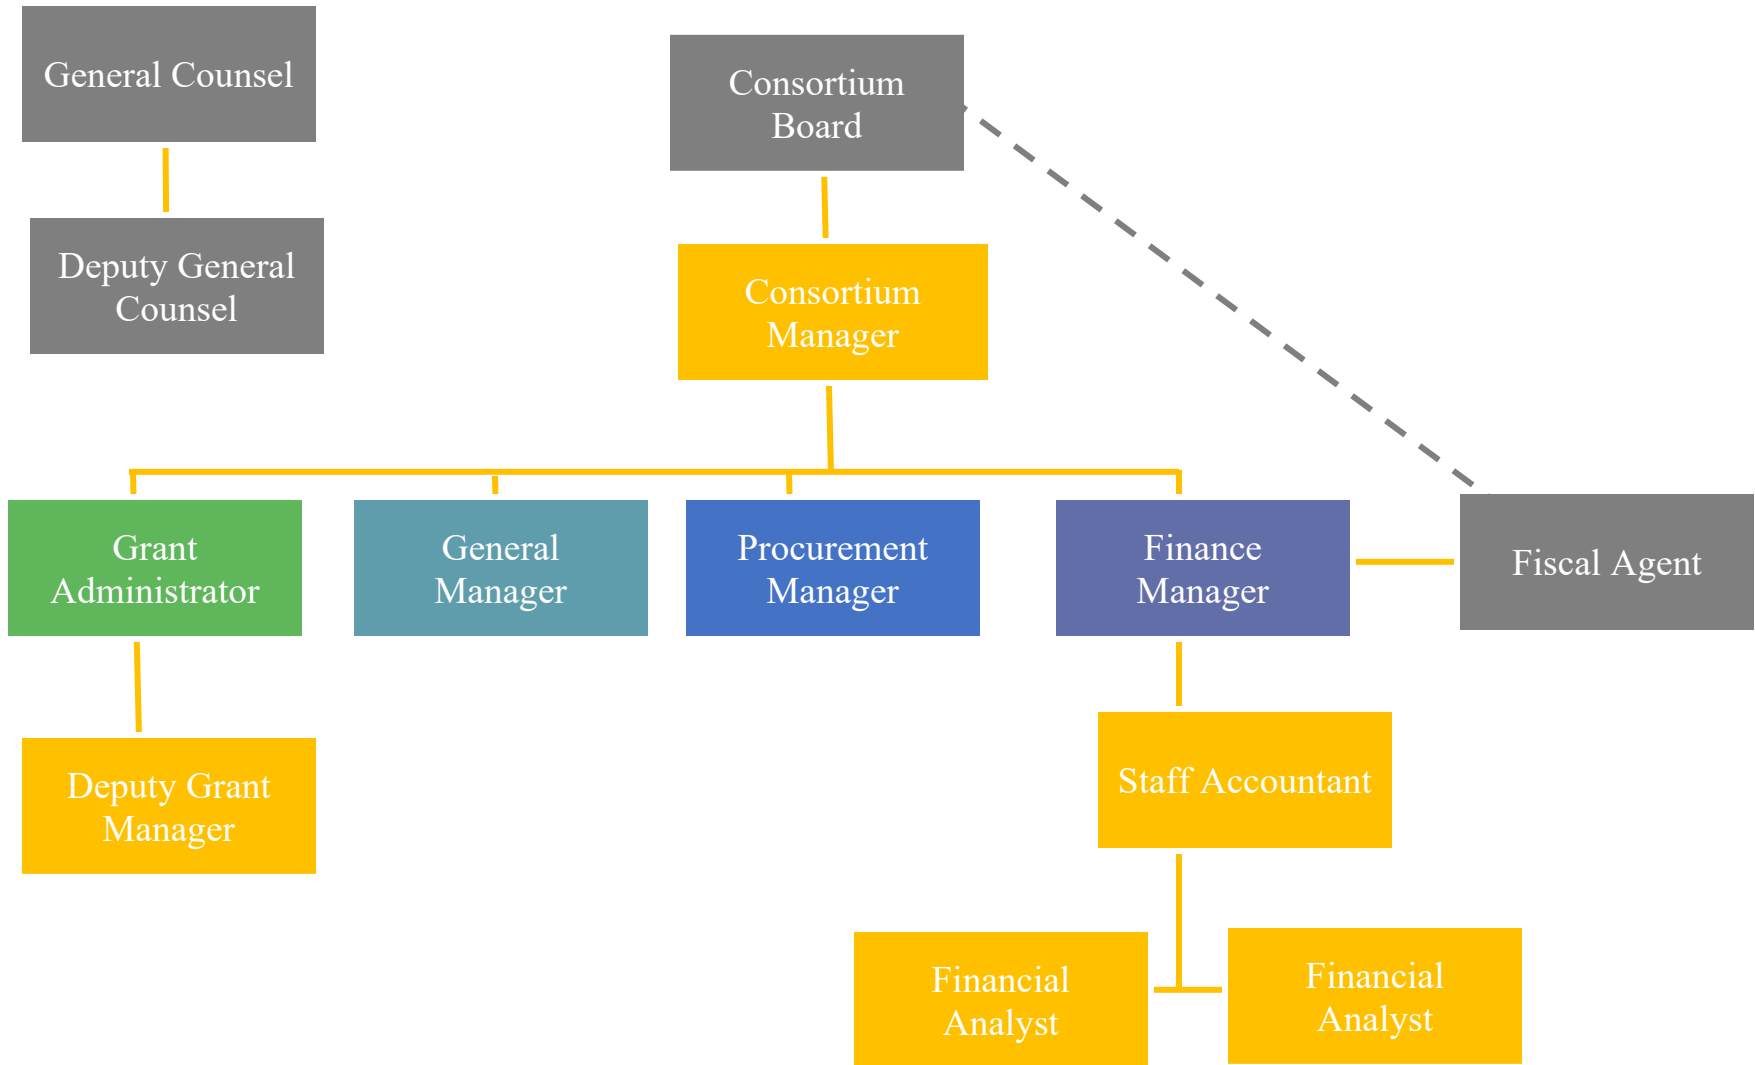 General Counsel
Consortium
Board
Deputy General
Counsel
Consortium
Manager
Grant
Administrator
General
Manager
Procurement
Manager
Finance
Manager
Fiscal Agent
Deputy Grant
Manager
Staff Accountant
Financial
Analyst
Financial
Analyst